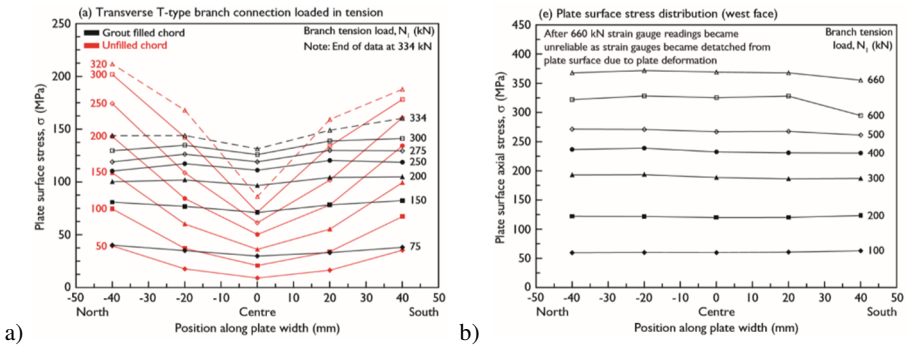 (a) Transverse T-type branch connection loaded in tension
Grout filled chord
Unfilled chord
Branch tension load, N₁ (kN)
Note: End of data at 334 kN
Plate surface stress, σ (MPa)
250
200
150
100
50
0
320
300
250
200
150
100
50
334
300
275
250
200
150
75
-50 -40 -30 -20 -10 0 10 20 30 40 50
North Centre South
Position along plate width (mm)
a)
(e) Plate surface stress distribution (west face)
After 660 kN strain gauge readings became
unreliable as strain gauges became detatched from
plate surface due to plate deformation
Branch tension
load, N₁ (kN)
Plate surface axial stress, σ (MPa)
450
400
350
300
250
200
150
100
50
0
660
600
500
400
300
200
100
-50 -40 -30 -20 -10 0 10 20 30 40 50
North Centre South
Position along plate width (mm)
b)